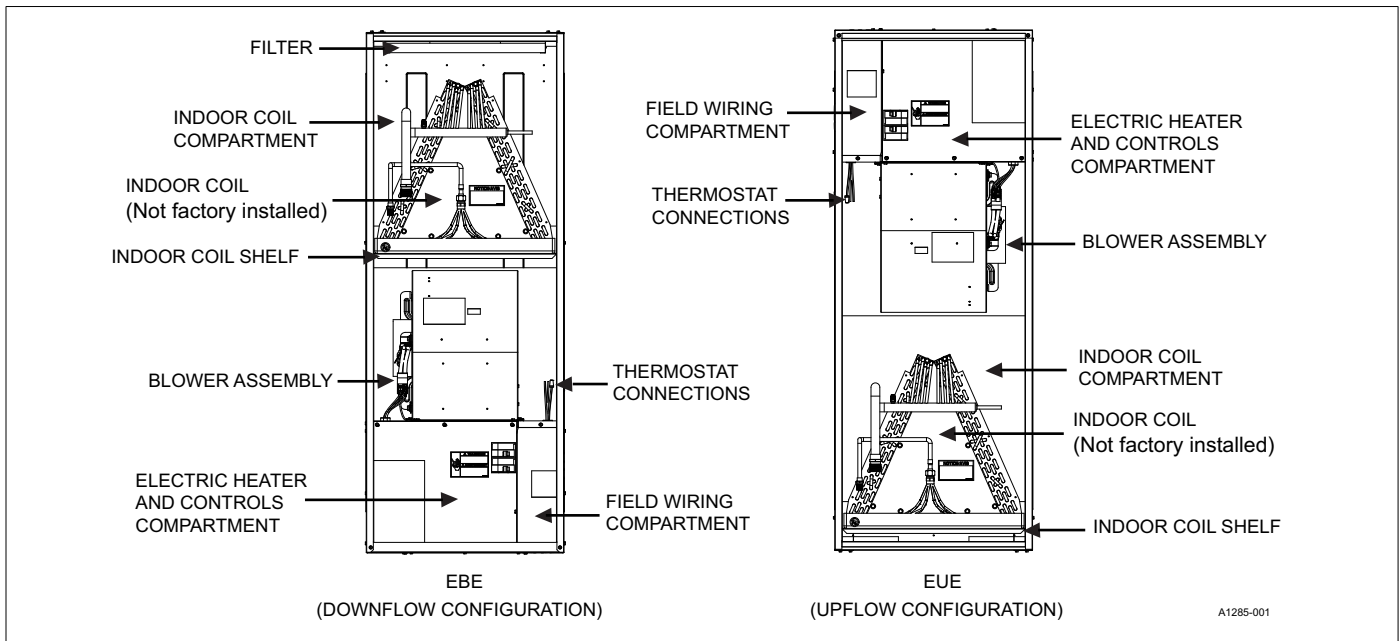 FILTER
INDOOR COIL
COMPARTMENT
INDOOR COIL
(Not factory installed)
INDOOR COIL SHELF
BLOWER ASSEMBLY
THERMOSTAT
CONNECTIONS
ELECTRIC HEATER
AND CONTROLS
COMPARTMENT
FIELD WIRING
COMPARTMENT
EBE
(DOWNFLOW CONFIGURATION)
FIELD WIRING
COMPARTMENT
ELECTRIC HEATER
AND CONTROLS
COMPARTMENT
THERMOSTAT
CONNECTIONS
BLOWER ASSEMBLY
INDOOR COIL
COMPARTMENT
INDOOR COIL
(Not factory installed)
INDOOR COIL SHELF
EUE
(UPFLOW CONFIGURATION)
A1285-001